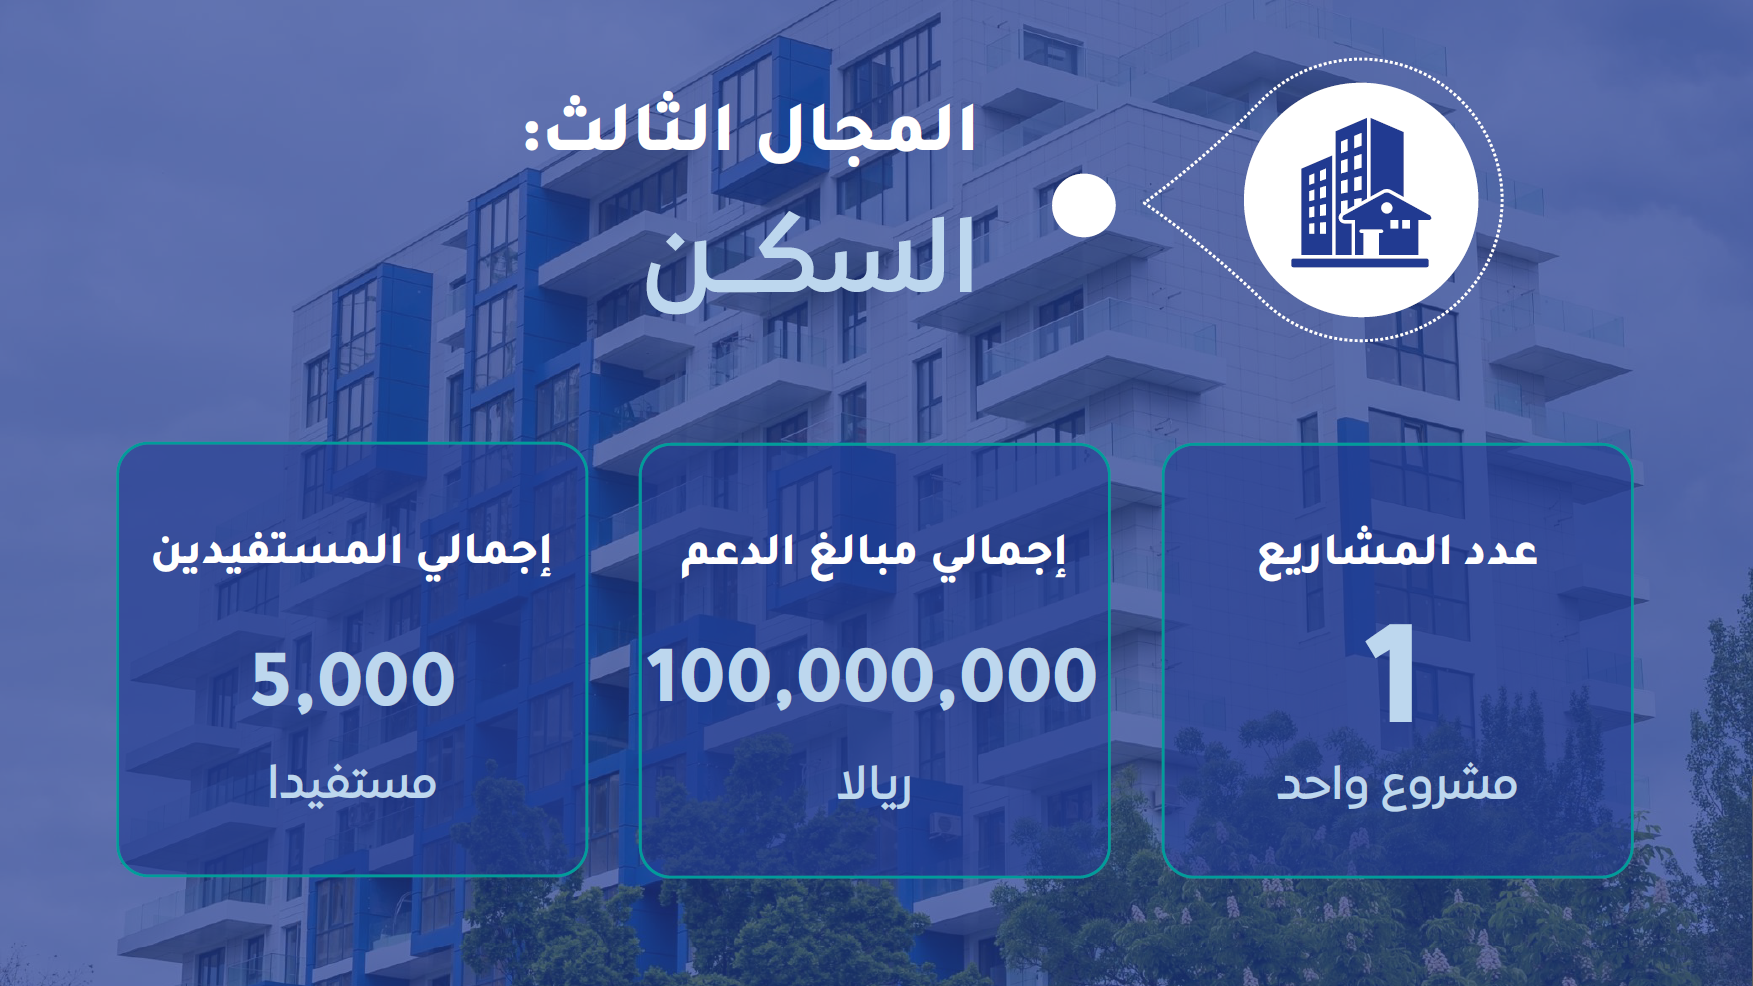 المجال الثالث:
السكـن
عدد المشاريع
1
مشروع واحد
إجمالي مبالغ الدعم
100,000,000
ريالا
إجمالي المستفيدين
5,000
مستفيدا